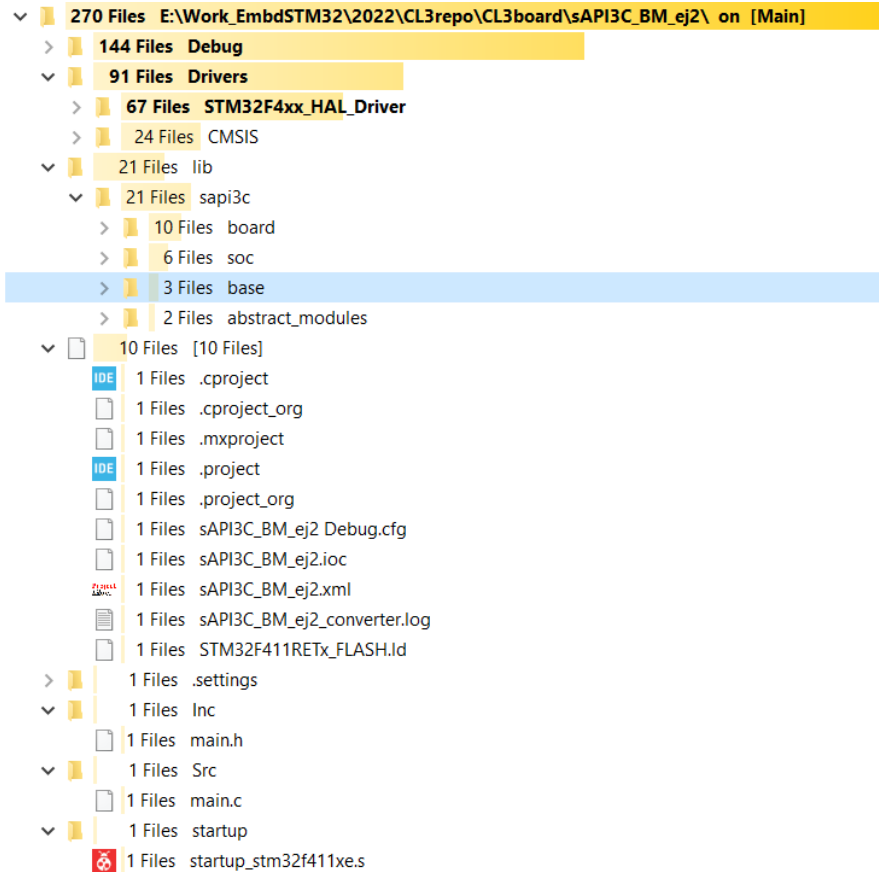 270 Files E:\Work_EmbdSTM32\2022\CL3repo\CL3board\sAPI3C_BM_ej2\ on [Main]
144 Files Debug
91 Files Drivers
67 Files STM32F4xx_HAL_Driver
24 Files CMSIS
21 Files lib
21 Files sapi3c
10 Files board
6 Files soc
3 Files base
2 Files abstract_modules
10 Files [10 Files]
IDE 1 Files .cproject
1 Files .cproject_org
1 Files .mxproject
IDE 1 Files .project
1 Files .project_org
1 Files sAPI3C_BM_ej2 Debug.cfg
1 Files sAPI3C_BM_ej2.ioc
1 Files sAPI3C_BM_ej2.xml
1 Files sAPI3C_BM_ej2_converter.log
1 Files STM32F411RETx_FLASH.ld
1 Files .settings
1 Files Inc
1 Files main.h
1 Files Src
1 Files main.c
1 Files startup
1 Files startup_stm32f411xe.s